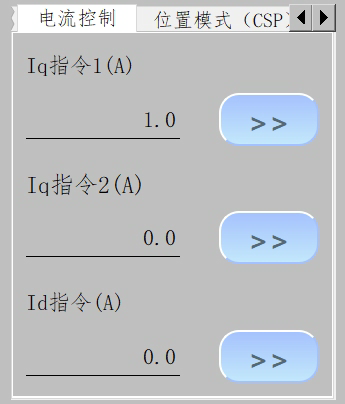 电流控制 位置模式（CSP）
Iq指令1(A)
1.0 >>
Iq指令2(A)
0.0 >>
Id指令(A)
0.0 >>